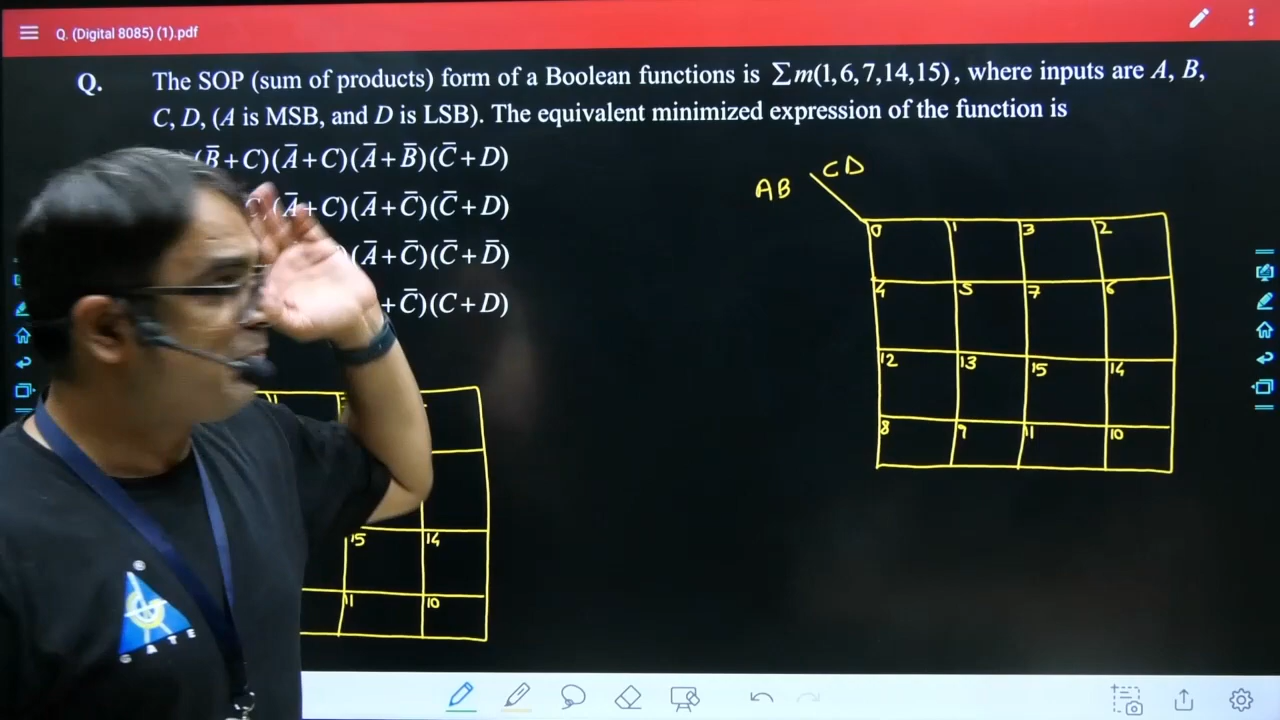 Q. (Digital 8085) (1).pdf
Q. The SOP (sum of products) form of a Boolean functions is ∑m(1,6,7,14,15), where inputs are A, B,
C, D, (A is MSB, and D is LSB). The equivalent minimized expression of the function is
(B̅+C)(A̅+C)(A̅+B̅)(C̅+D)
(A̅+C)(A̅+C̅)(C̅+D)
(A̅+C̅)(C̅+D̅)
+C̅)(C+D)
AB CD
0 1 3 2
4 5 7 6
12 13 15 14
8 9 11 10
15 14
11 10
GATE